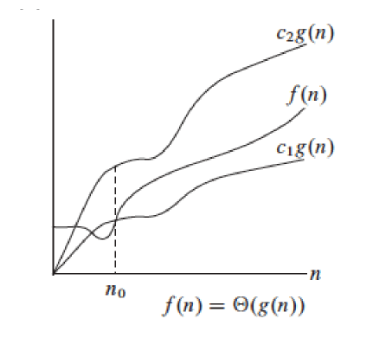 c₂g(n)
f(n)
c₁g(n)
n
n₀
f(n) = Θ(g(n))